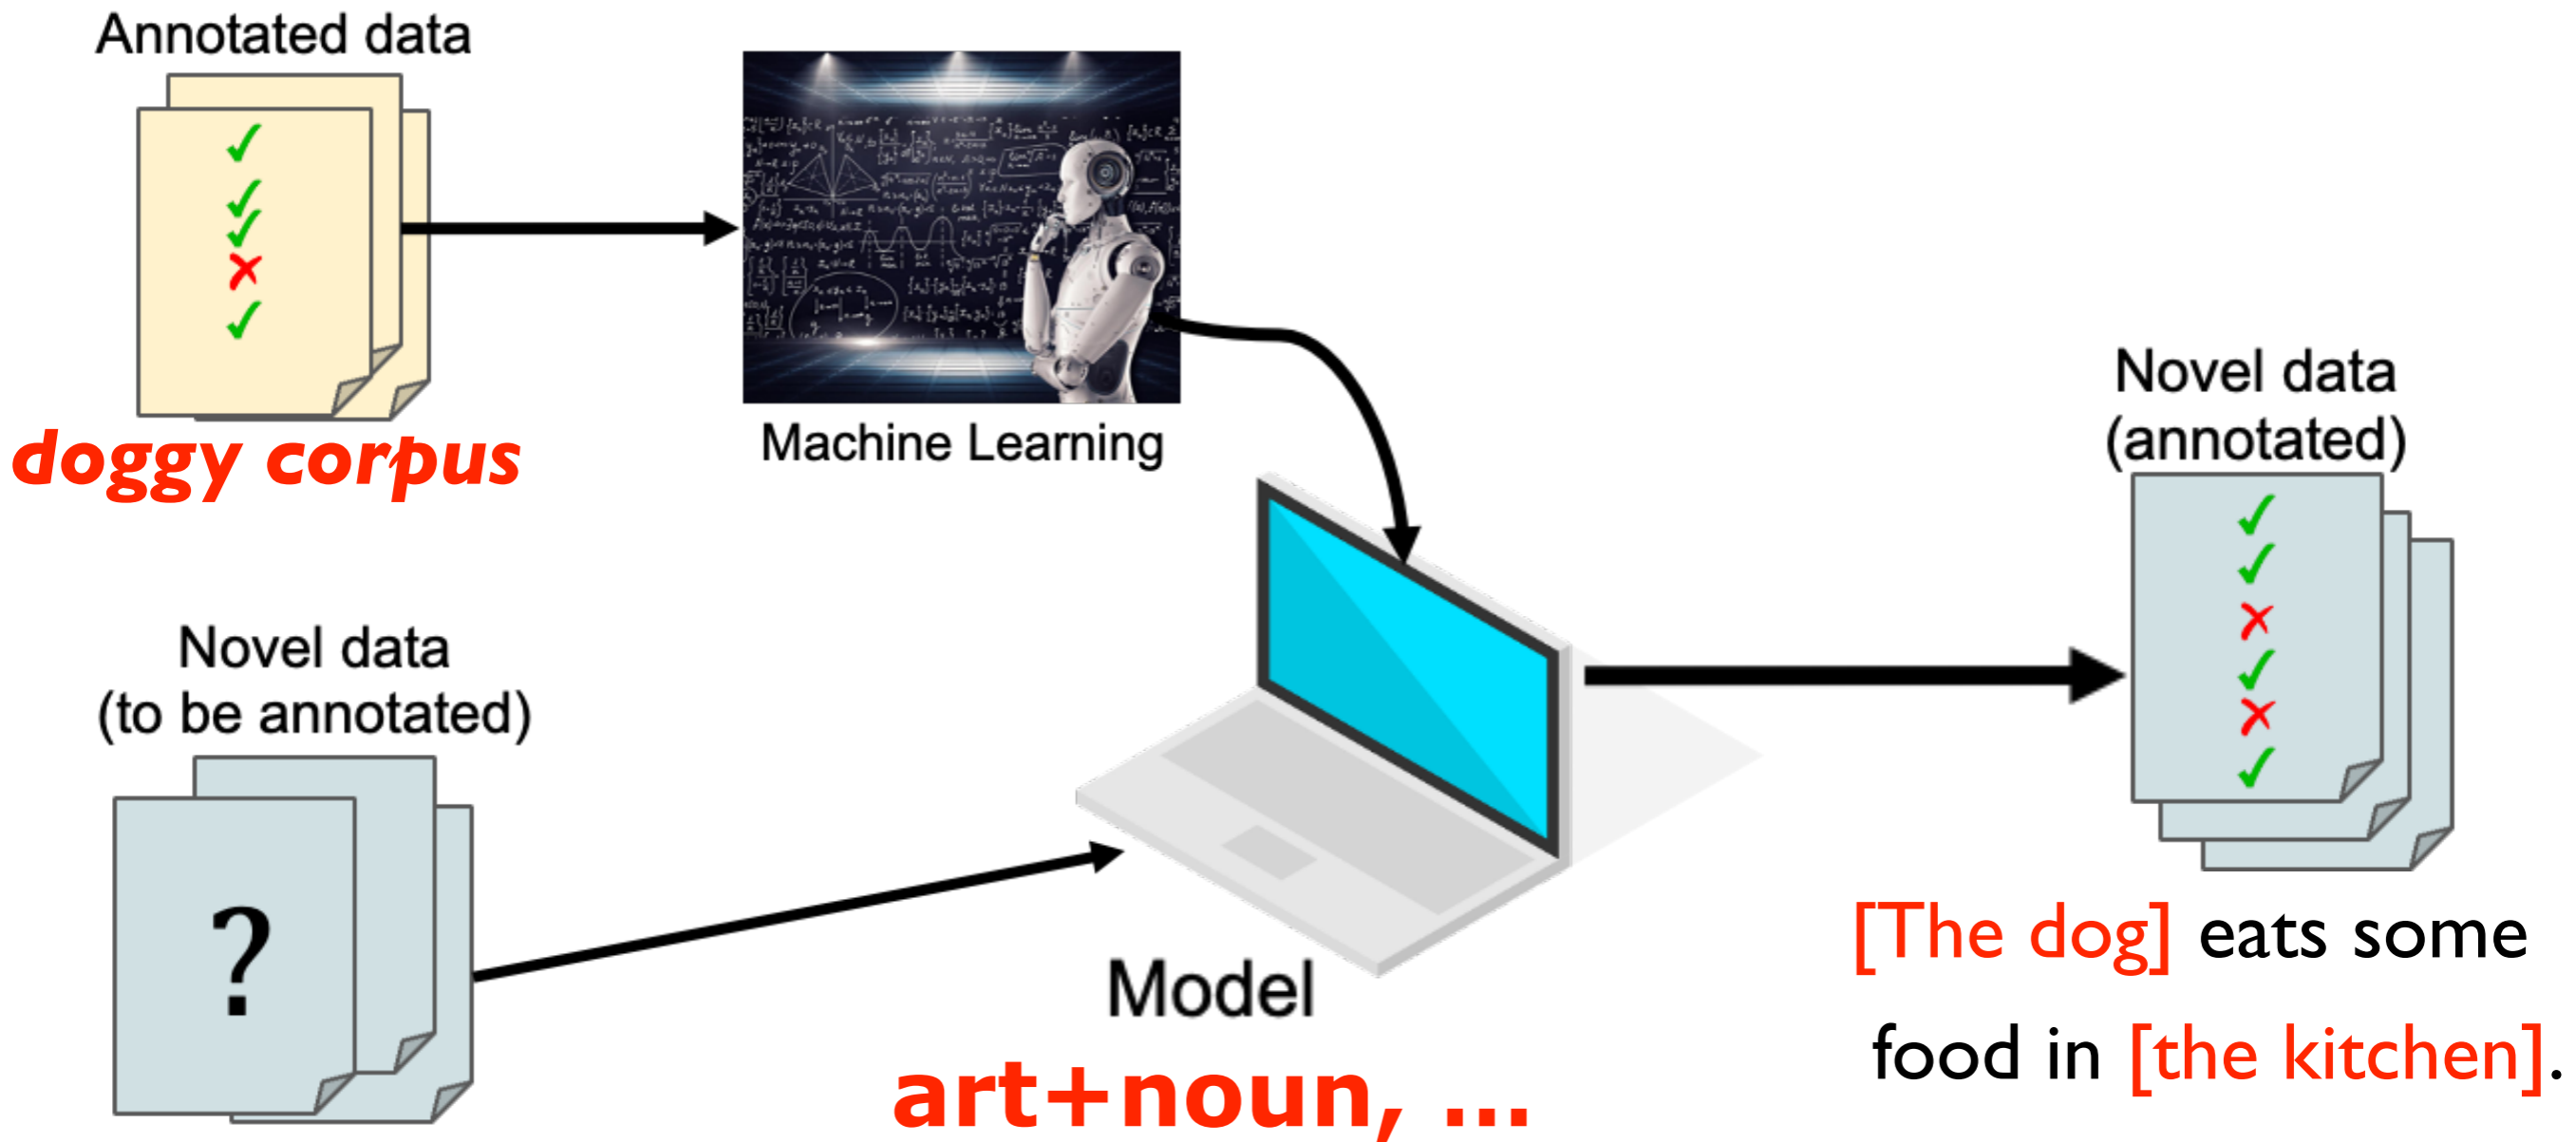 Annotated data
doggy corpus
Machine Learning
Novel data
(to be annotated)
?
Model
art+noun, ...
Novel data
(annotated)
[The dog] eats some
food in [the kitchen].